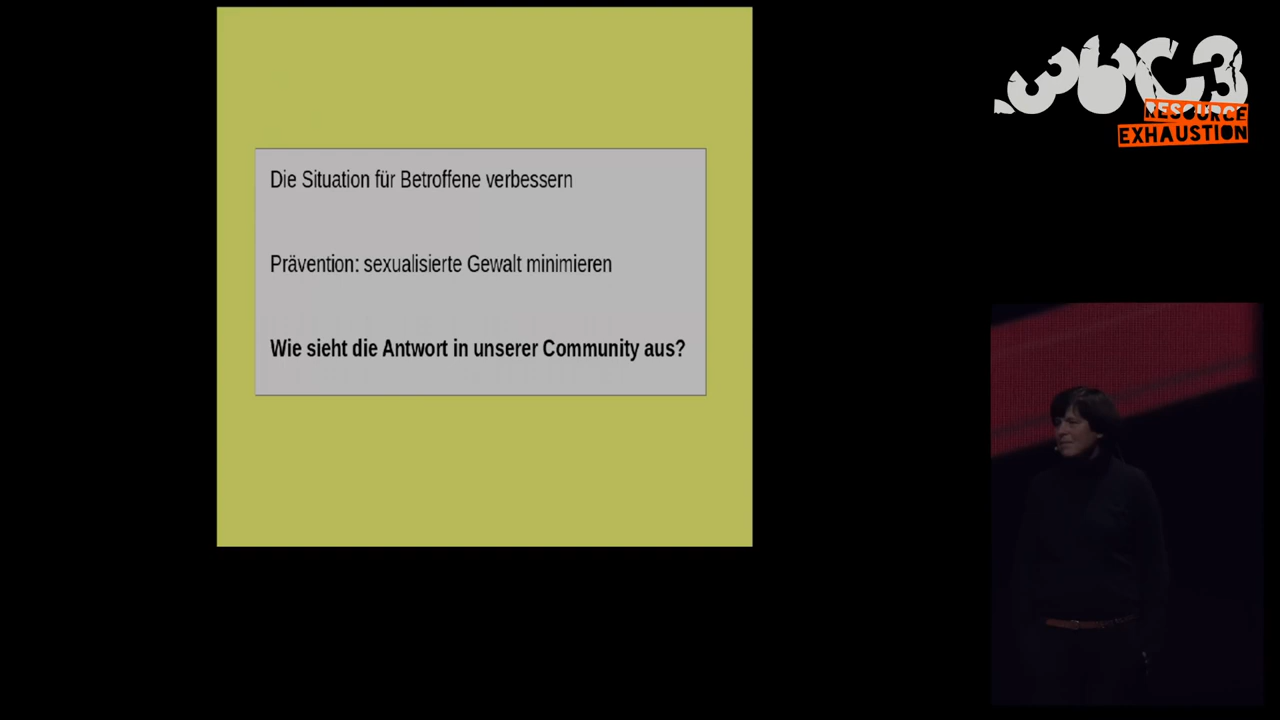 Die Situation für Betroffene verbessern
Prävention: sexualisierte Gewalt minimieren
Wie sieht die Antwort in unserer Community aus?
36C3
RESOURCE
EXHAUSTION